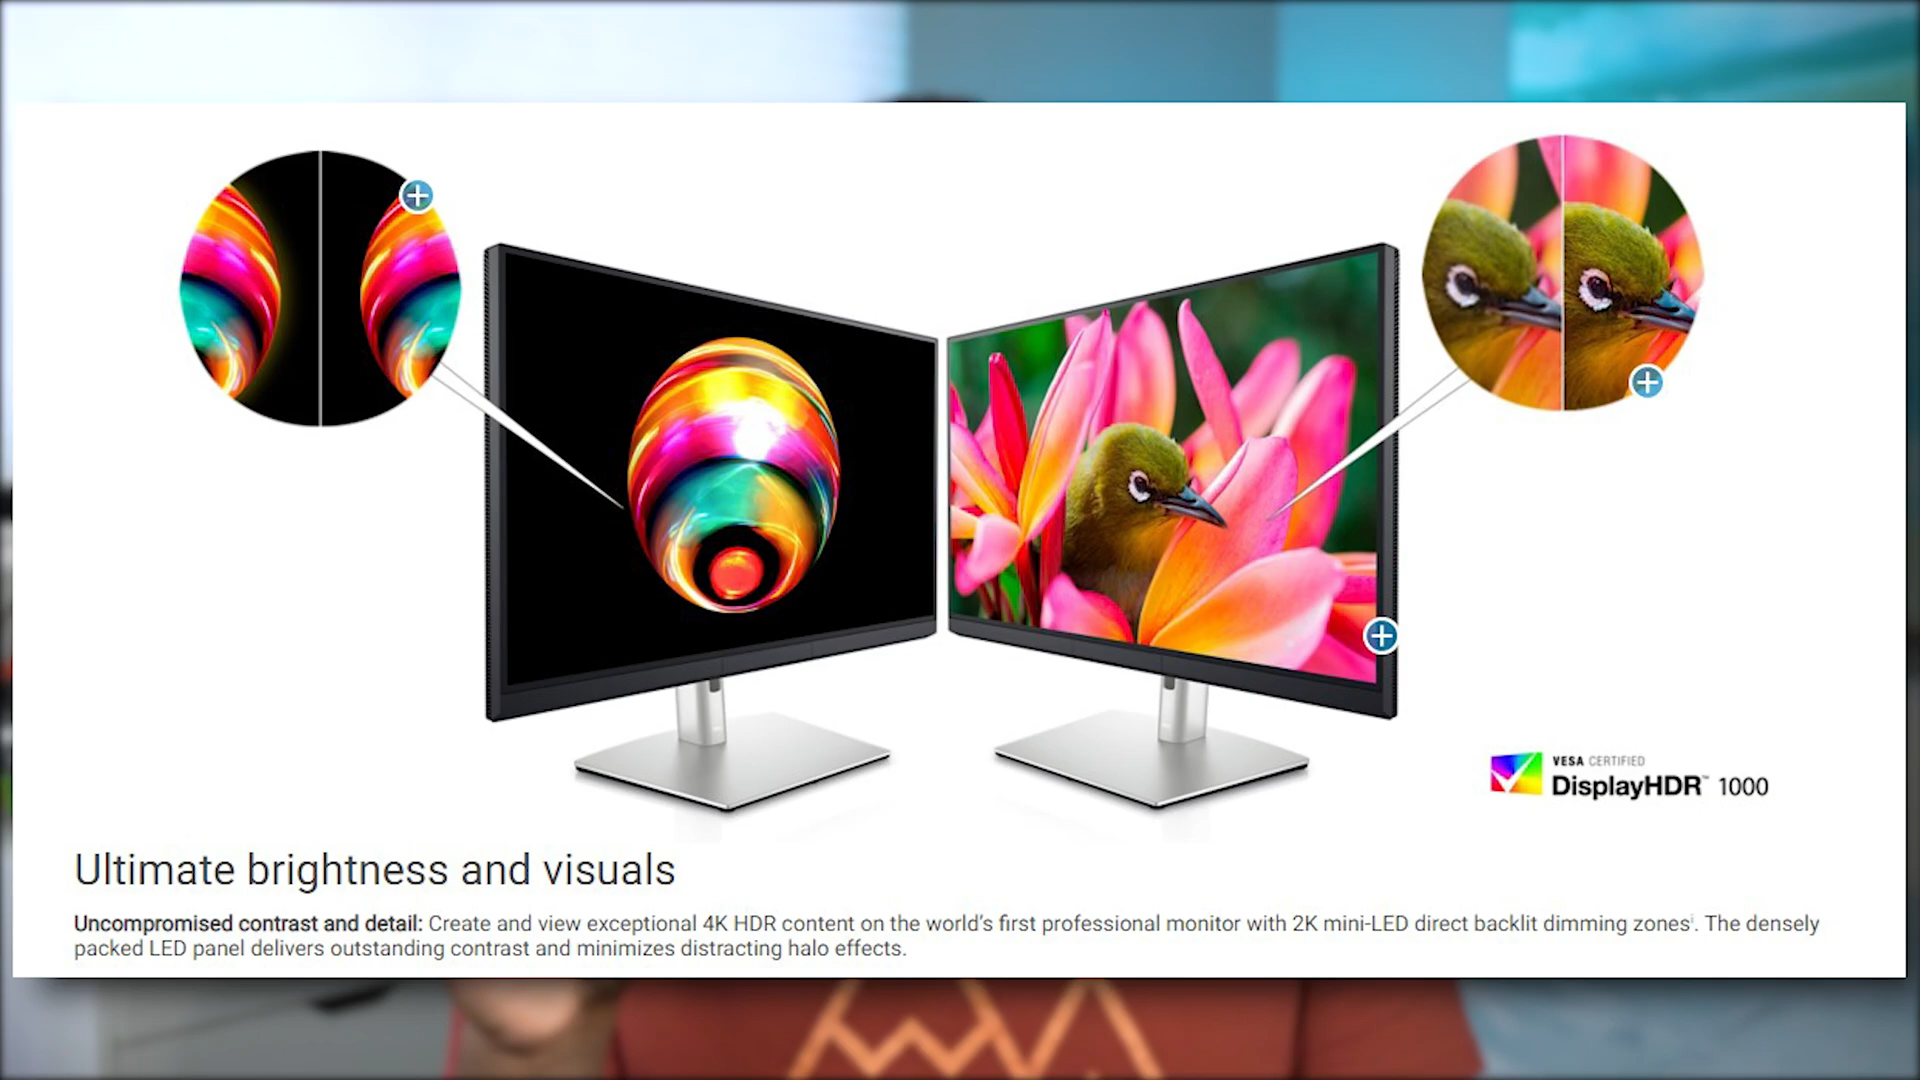 VESA CERTIFIED
DisplayHDR™ 1000
Ultimate brightness and visuals
Uncompromised contrast and detail: Create and view exceptional 4K HDR content on the world's first professional monitor with 2K mini-LED direct backlit dimming zonesⁱ. The densely
packed LED panel delivers outstanding contrast and minimizes distracting halo effects.